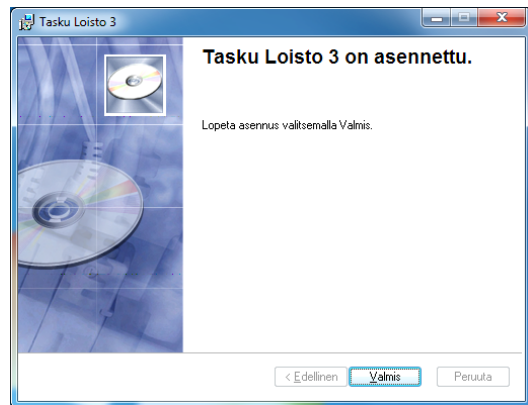 Tasku Loisto 3
Tasku Loisto 3 on asennettu.
Lopeta asennus valitsemalla Valmis.
< Edellinen
Valmis
Peruuta